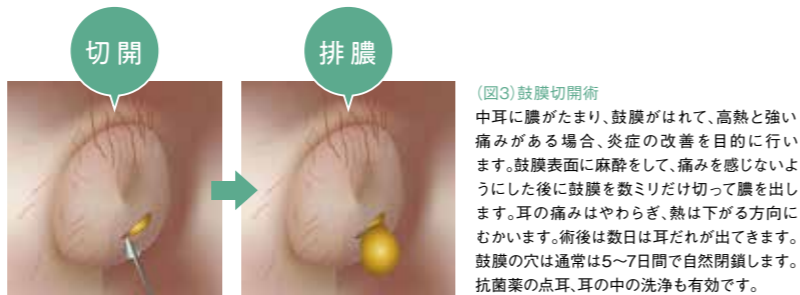 切開
排膿
(図3)鼓膜切開術
中耳に膿がたまり、鼓膜がはれて、高熱と強い
痛みがある場合、炎症の改善を目的に行い
ます。鼓膜表面に麻酔をして、痛みを感じないよ
うにした後に鼓膜を数ミリだけ切って膿を出し
ます。耳の痛みはやわらぎ、熱は下がる方向に
むかいます。術後は数日は耳だれが出てきます。
鼓膜の穴は通常は5〜7日間で自然閉鎖します。
抗菌薬の点耳、耳の中の洗浄も有効です。